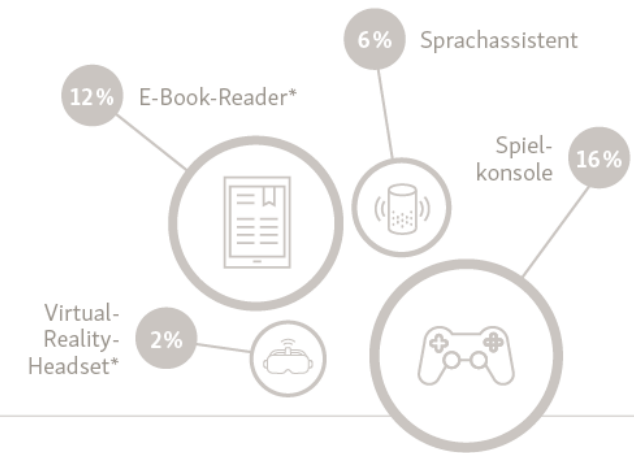 6%
Sprachassistent
12%
E-Book-Reader*
Spiel-
konsole
16%
Virtual-
Reality-
Headset*
2%